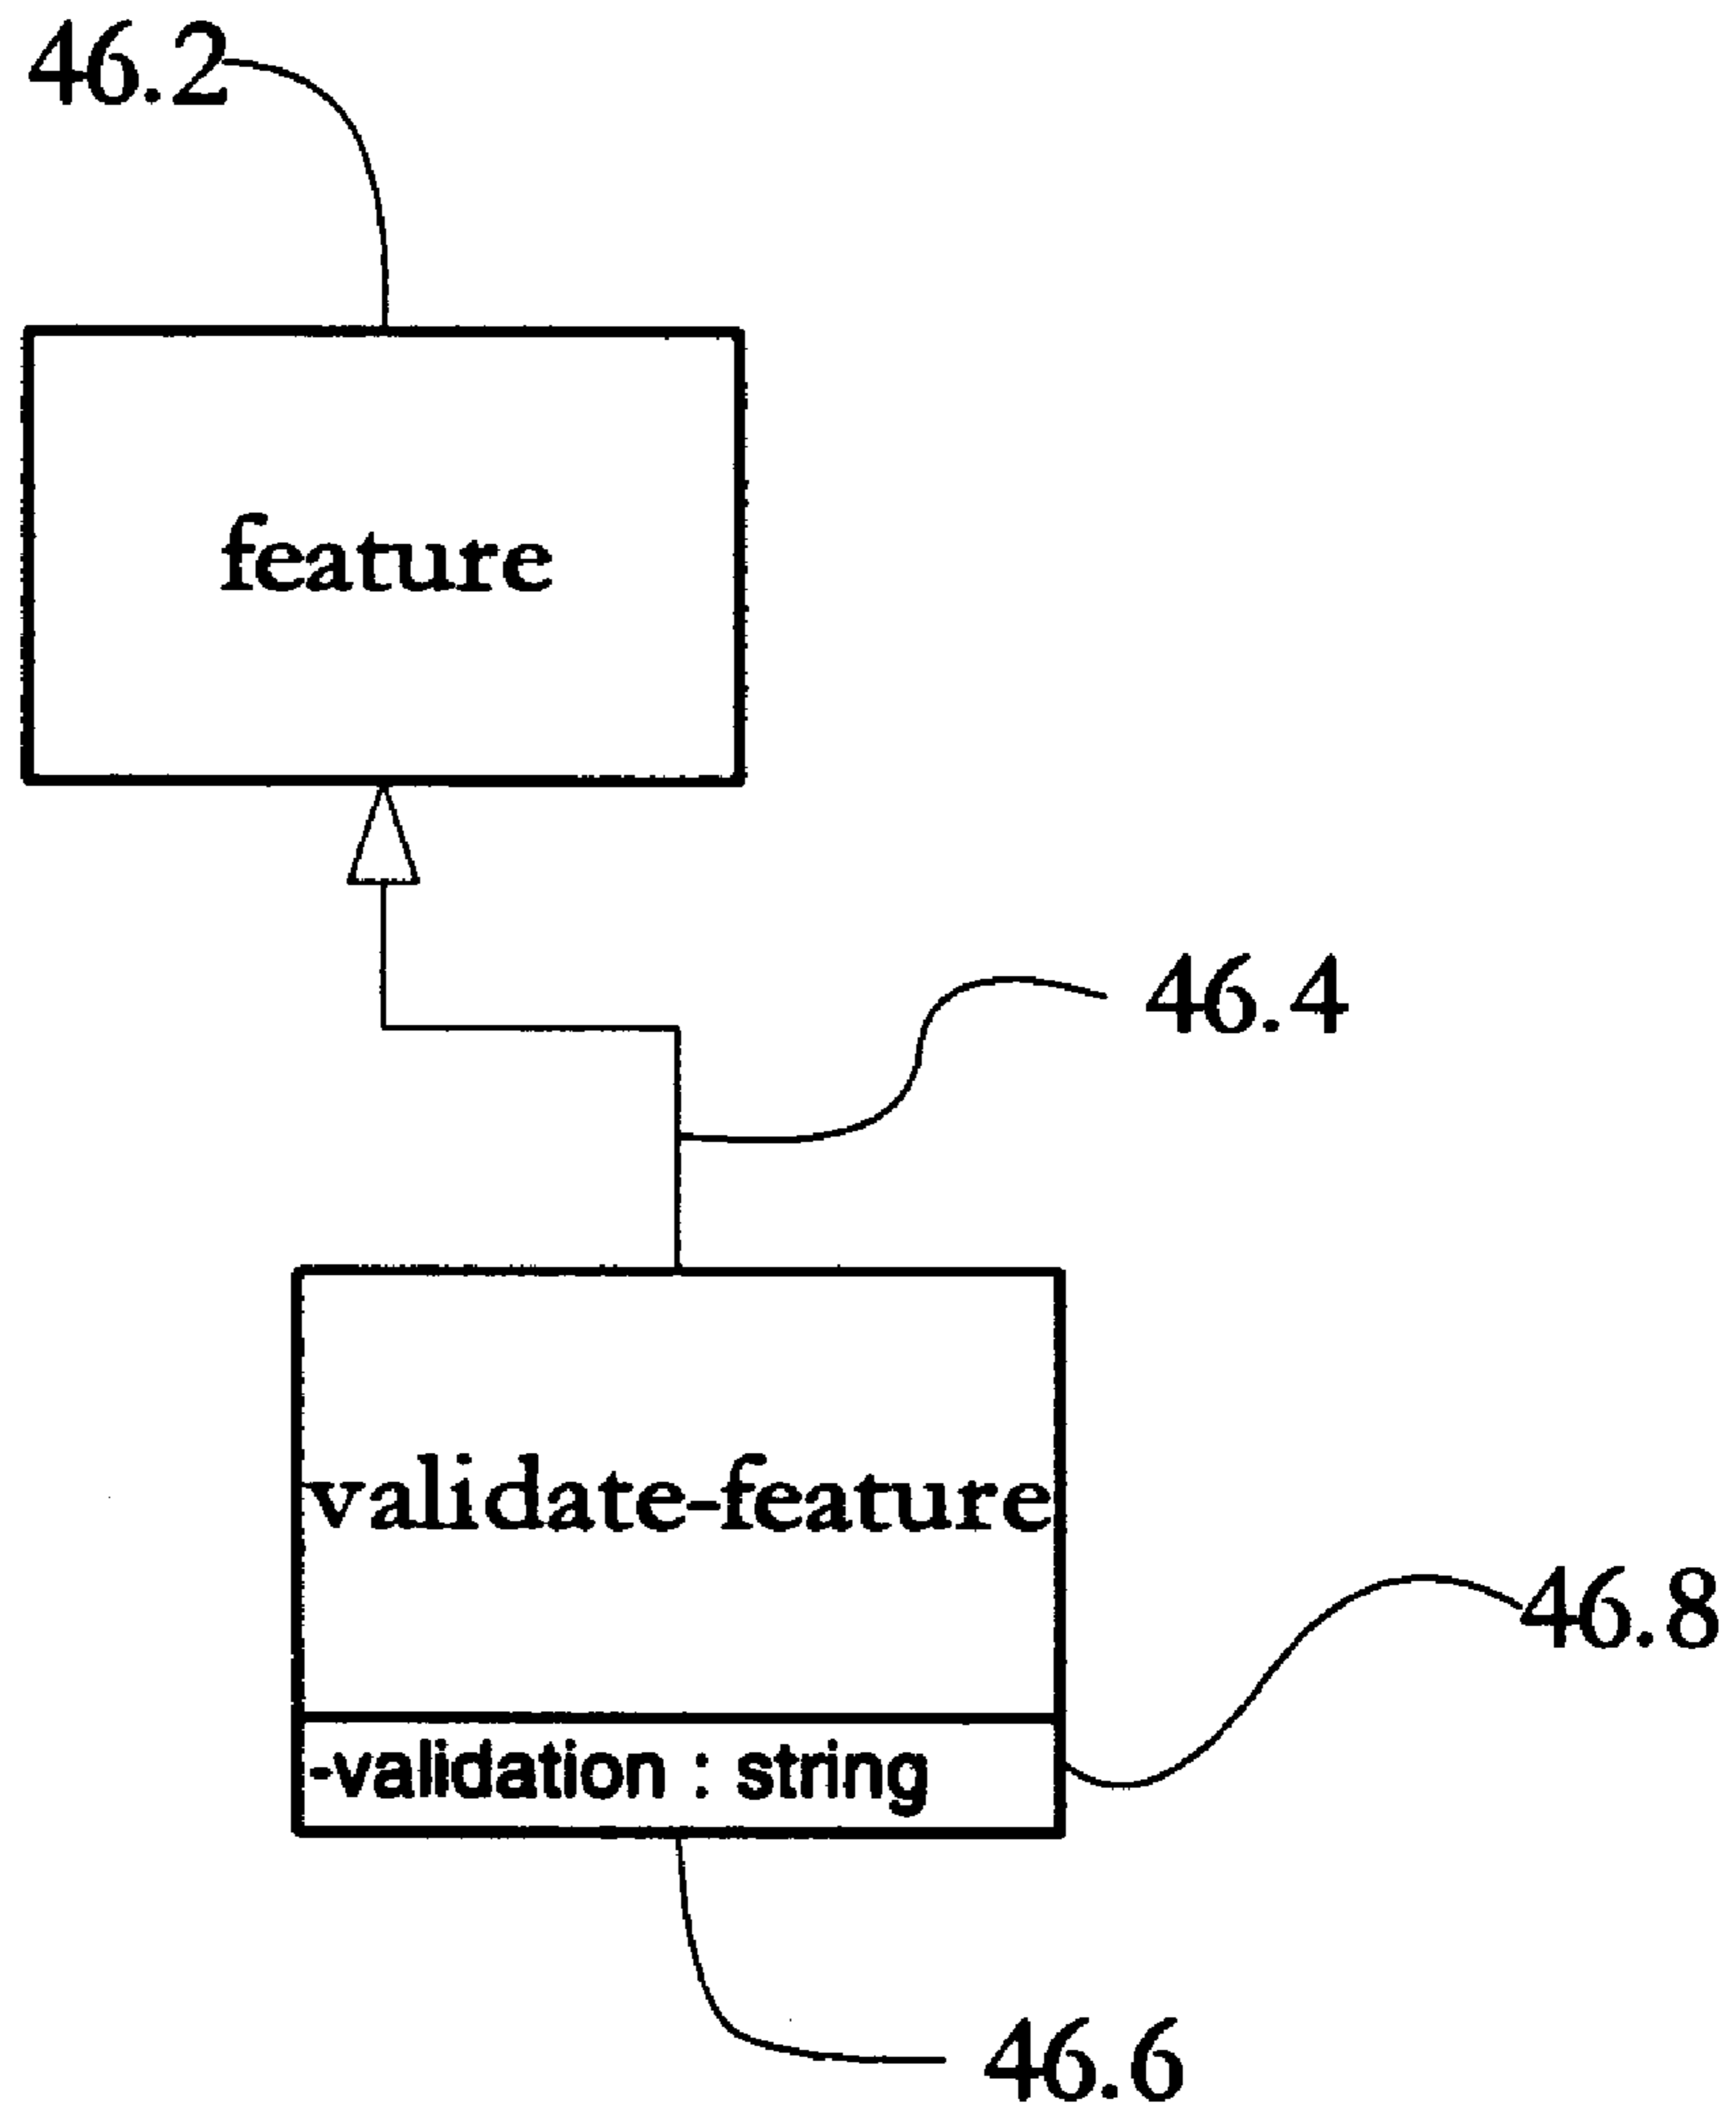 46.2
feature
46.4
validate-feature
46.8
-validation : string
46.6